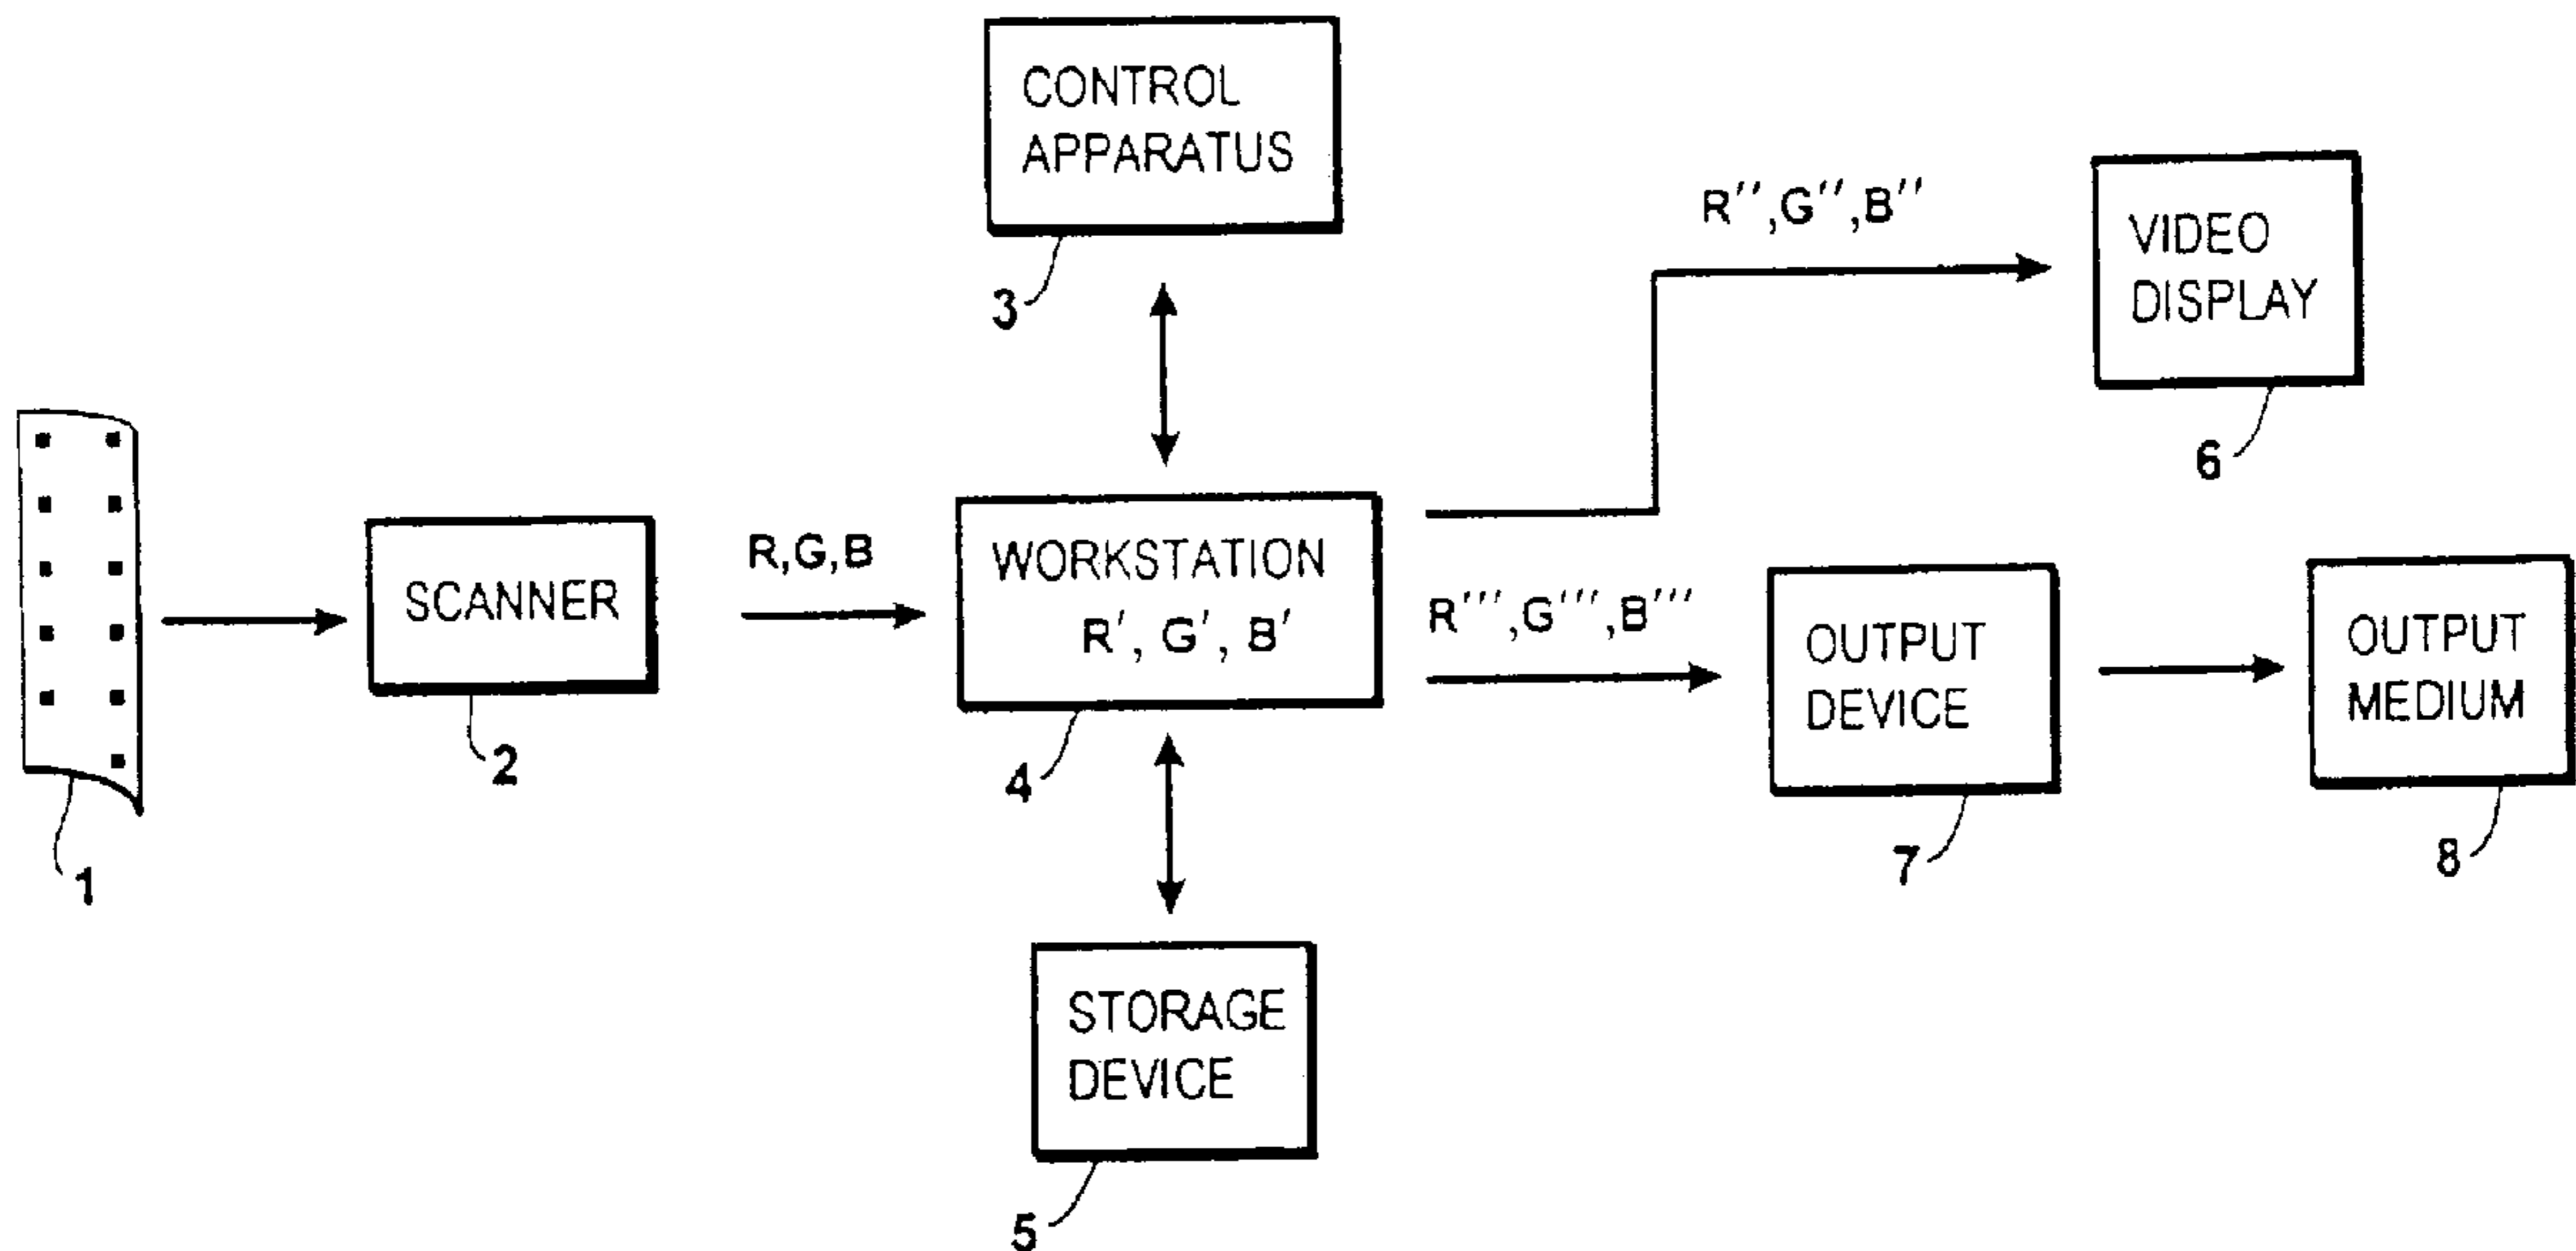 CONTROL
APPARATUS
3
R'',G'',B''
VIDEO
DISPLAY
6
1
SCANNER
2
R,G,B
WORKSTATION
R', G', B'
4
R''',G''',B'''
OUTPUT
DEVICE
7
OUTPUT
MEDIUM
8
STORAGE
DEVICE
5